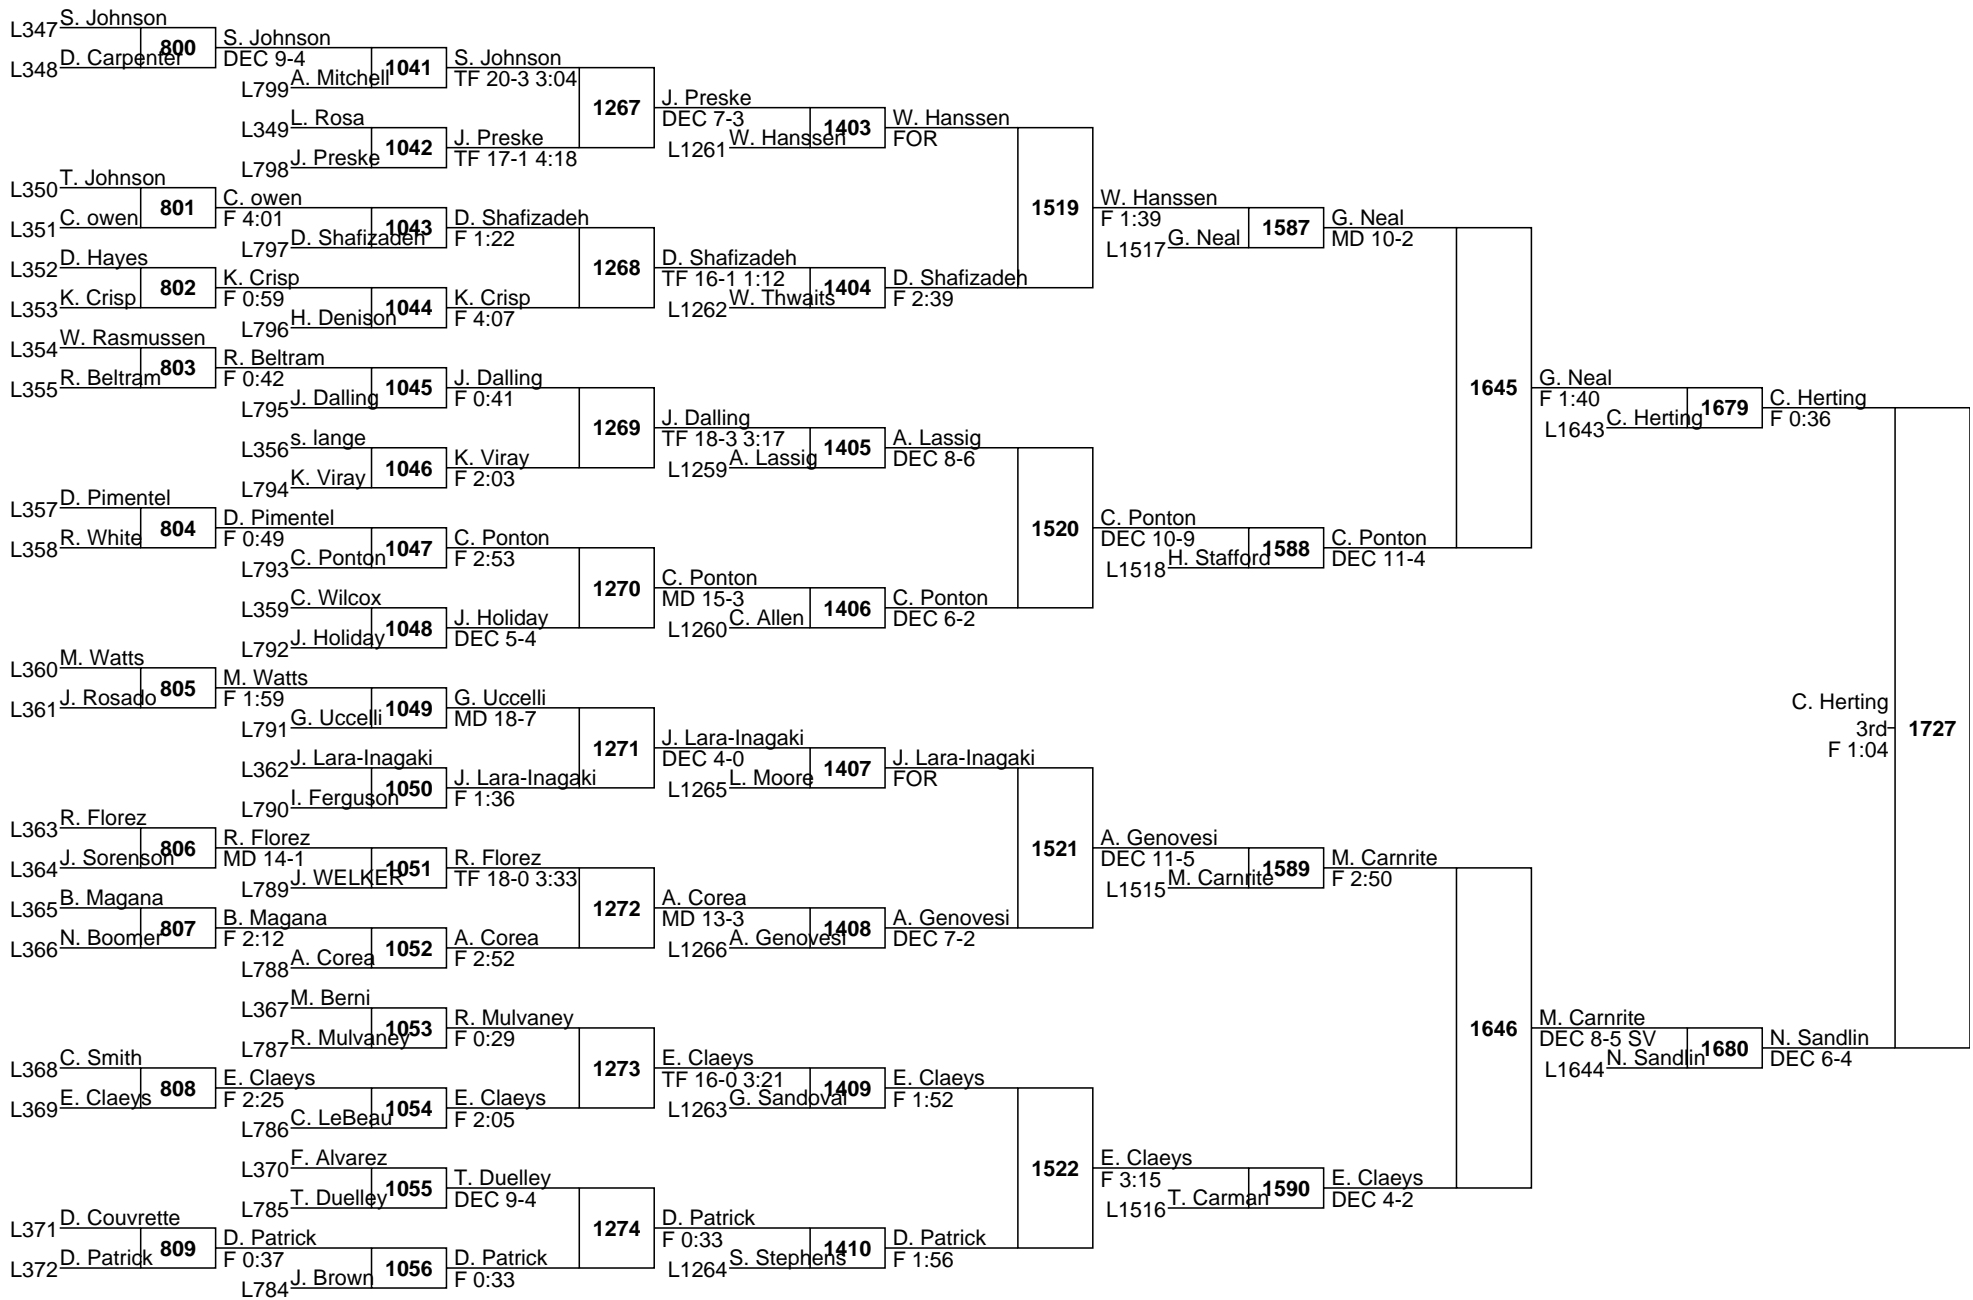 L347 S. Johnson
800
L348 D. Carpenter
S. Johnson
DEC 9-4
1041
L799 A. Mitchell
S. Johnson
TF 20-3 3:04
1267
L349 L. Rosa
1042
L798 J. Preske
J. Preske
TF 17-1 4:18
J. Preske
DEC 7-3
1403
L1261 W. Hanssen
W. Hanssen
FOR
L350 T. Johnson
801
L351 C. owen
C. owen
F 4:01
1043
L797 D. Shafizadeh
D. Shafizadeh
F 1:22
1268
L352 D. Hayes
802
L353 K. Crisp
K. Crisp
F 0:59
1044
L796 H. Denison
K. Crisp
F 4:07
D. Shafizadeh
TF 16-1 1:12
1404
L1262 W. Thwaits
D. Shafizadeh
F 2:39
1519
W. Hanssen
F 1:39
1587
L1517 G. Neal
G. Neal
MD 10-2
L354 W. Rasmussen
803
L355 R. Beltram
R. Beltram
F 0:42
1045
L795 J. Dalling
J. Dalling
F 0:41
1269
L356 s. lange
1046
L794 K. Viray
K. Viray
F 2:03
J. Dalling
TF 18-3 3:17
1405
L1259 A. Lassig
A. Lassig
DEC 8-6
L357 D. Pimentel
804
L358 R. White
D. Pimentel
F 0:49
1047
L793 C. Ponton
C. Ponton
F 2:53
1270
L359 C. Wilcox
1048
L792 J. Holiday
J. Holiday
DEC 5-4
C. Ponton
MD 15-3
1406
L1260 C. Allen
C. Ponton
DEC 6-2
1520
C. Ponton
DEC 10-9
1588
L1518 H. Stafford
C. Ponton
DEC 11-4
1645
G. Neal
F 1:40
1679
L1643 C. Herting
C. Herting
F 0:36
L360 M. Watts
805
L361 J. Rosado
M. Watts
F 1:59
1049
L791 G. Uccelli
G. Uccelli
MD 18-7
1271
L362 J. Lara-Inagaki
1050
L790 I. Ferguson
J. Lara-Inagaki
F 1:36
J. Lara-Inagaki
DEC 4-0
1407
L1265 L. Moore
J. Lara-Inagaki
FOR
L363 R. Florez
806
L364 J. Sorenson
R. Florez
MD 14-1
1051
L789 J. WELKER
R. Florez
TF 18-0 3:33
1272
L365 B. Magana
807
L366 N. Boomer
B. Magana
F 2:12
1052
L788 A. Corea
A. Corea
F 2:52
A. Corea
MD 13-3
1408
L1266 A. Genovesi
A. Genovesi
DEC 7-2
1521
A. Genovesi
DEC 11-5
1589
L1515 M. Carnrite
M. Carnrite
F 2:50
L367 M. Berni
1053
L787 R. Mulvaney
R. Mulvaney
F 0:29
1273
L368 C. Smith
808
L369 E. Claeys
E. Claeys
F 2:25
1054
L786 C. LeBeau
E. Claeys
F 2:05
E. Claeys
TF 16-0 3:21
1409
L1263 G. Sandoval
E. Claeys
F 1:52
L370 F. Alvarez
1055
L785 T. Duelley
T. Duelley
DEC 9-4
1274
L371 D. Couvrette
809
L372 D. Patrick
D. Patrick
F 0:37
1056
L784 J. Brown
D. Patrick
F 0:33
D. Patrick
F 0:33
1410
L1264 S. Stephens
D. Patrick
F 1:56
1522
E. Claeys
F 3:15
1590
L1516 T. Carman
E. Claeys
DEC 4-2
1646
M. Carnrite
DEC 8-5 SV
1680
L1644 N. Sandlin
N. Sandlin
DEC 6-4
C. Herting
3rd
F 1:04
1727